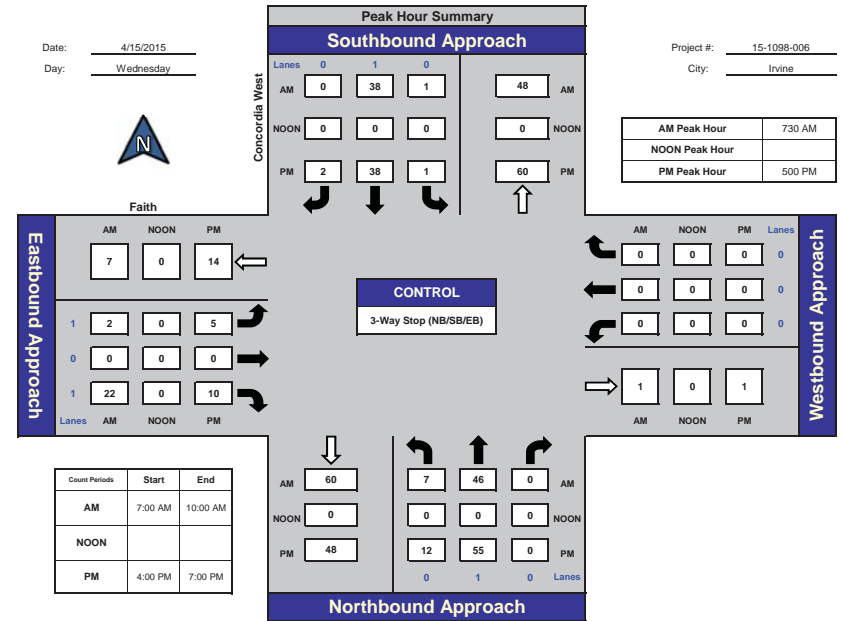 Peak Hour Summary
Southbound Approach
Date: 4/15/2015
Day: Wednesday
Project #: 15-1098-006
City: Irvine
N
Concordia West
Lanes 0 1 0
AM 0 38 1 48 AM
NOON 0 0 0 0 NOON
PM 2 38 1 60 PM
AM Peak Hour 730 AM
NOON Peak Hour
PM Peak Hour 500 PM
Faith
Eastbound Approach
AM NOON PM
7 0 14
1 2 0 5
0 0 0 0
1 22 0 10
Lanes AM NOON PM
CONTROL
3-Way Stop (NB/SB/EB)
AM NOON PM Lanes
0 0 0 0
0 0 0 0
0 0 0 0
1 0 1
AM NOON PM
Westbound Approach
Count Periods Start End
AM 7:00 AM 10:00 AM
NOON
PM 4:00 PM 7:00 PM
AM 60 7 46 0 AM
NOON 0 0 0 0 NOON
PM 48 12 55 0 PM
0 1 0 Lanes
Northbound Approach